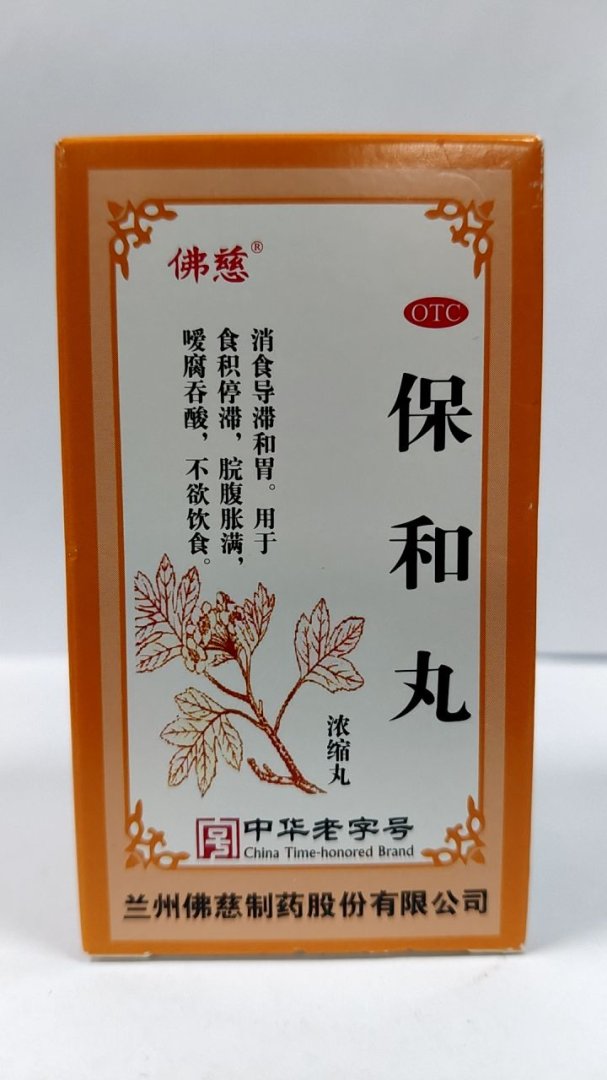 佛慈®
OTC
保和丸
消食导滞和胃。用于
食积停滞，脘腹胀满，
嗳腐吞酸，不欲饮食。
浓缩丸
中华老字号
China Time-honored Brand
兰州佛慈制药股份有限公司